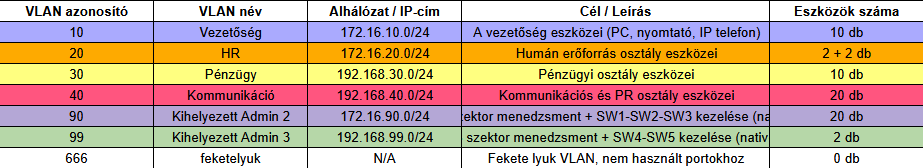 VLAN azonosító VLAN név Alhálózat / IP-cím Cél / Leírás Eszközök száma
10 Vezetőség 172.16.10.0/24 A vezetőség eszközei (PC, nyomtató, IP telefon) 10 db
20 HR 172.16.20.0/24 Humán erőforrás osztály eszközei 2 + 2 db
30 Pénzügy 192.168.30.0/24 Pénzügyi osztály eszközei 10 db
40 Kommunikáció 192.168.40.0/24 Kommunikációs és PR osztály eszközei 20 db
90 Kihelyezett Admin 2 172.16.90.0/24 menedzsment + SW1-SW2-SW3 kezelése 20 db
99 Kihelyezett Admin 3 192.168.99.0/24 szektor menedzsment + SW4-SW5 kezelése 2 db
666 feketelyuk N/A Fekete lyuk VLAN, nem használt portokhoz 0 db